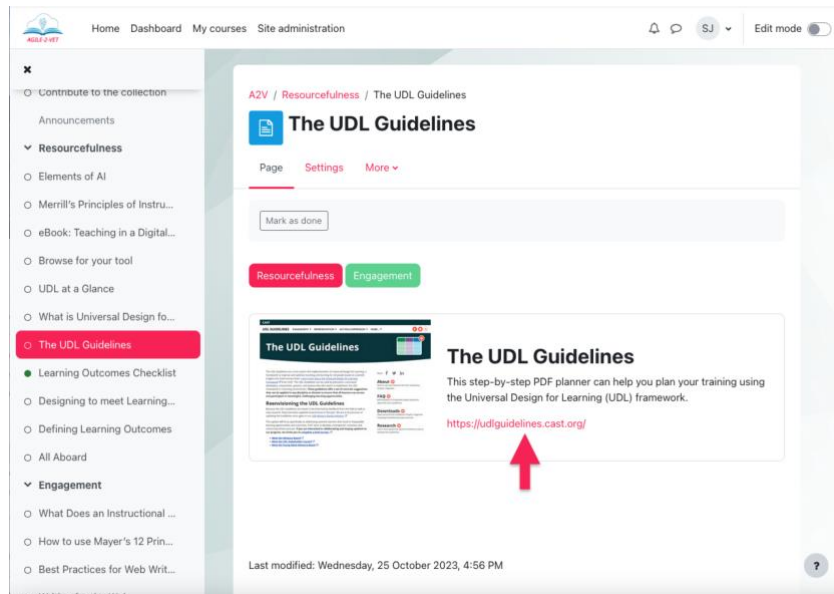 AGILE-2-VET
Home Dashboard My courses Site administration
SJ
Edit mode
Contribute to the collection
Announcements
Resourcefulness
Elements of AI
Merrill's Principles of Instru...
eBook: Teaching in a Digital...
Browse for your tool
UDL at a Glance
What is Universal Design fo...
The UDL Guidelines
Learning Outcomes Checklist
Designing to meet Learning...
Defining Learning Outcomes
All Aboard
Engagement
What Does an Instructional ...
How to use Mayer's 12 Prin...
Best Practices for Web Writ...
A2V / Resourcefulness / The UDL Guidelines
The UDL Guidelines
Page Settings More
Mark as done
Resourcefulness Engagement
The UDL Guidelines
About
FAQ
Downloads
Research
The UDL Guidelines
This step-by-step PDF planner can help you plan your training using
the Universal Design for Learning (UDL) framework.
https://udlguidelines.cast.org/
Last modified: Wednesday, 25 October 2023, 4:56 PM
?